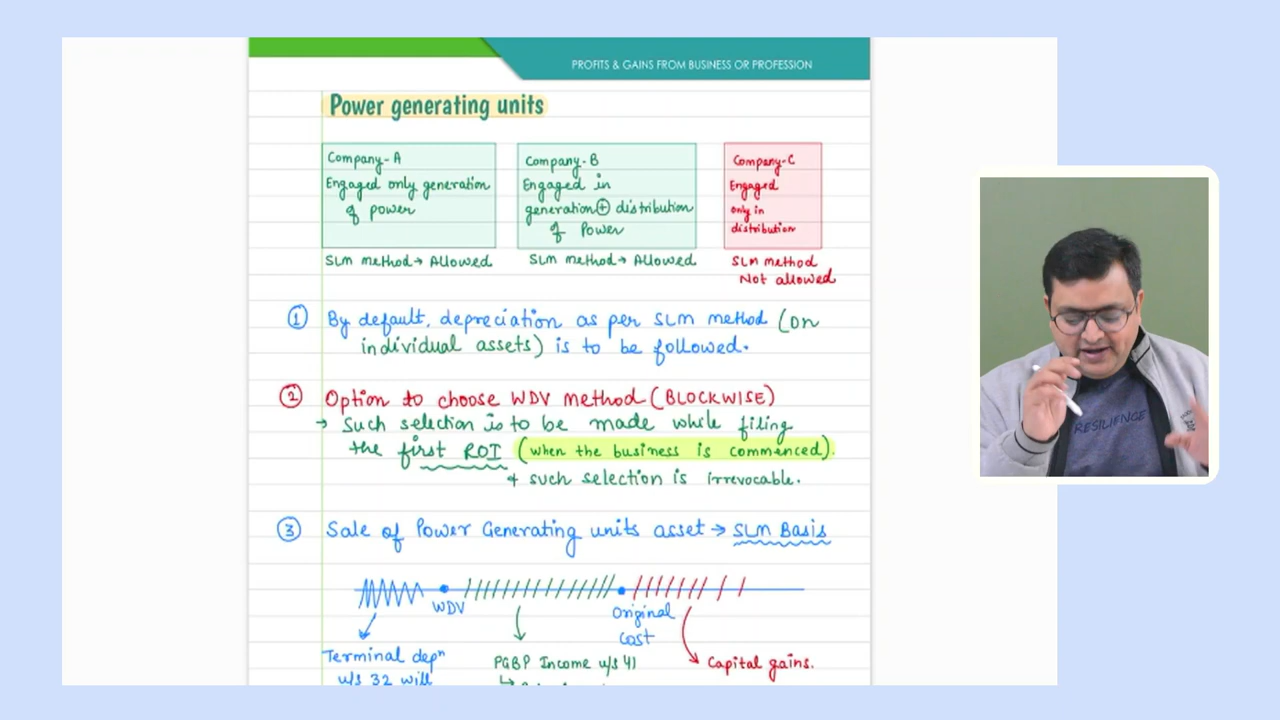 PROFITS & GAINS FROM BUSINESS OR PROFESSION
Power generating units
Company-A
Engaged only generation
of power
SLM method → Allowed
Company-B
Engaged in
generation ⊕ distribution
of Power
SLM method → Allowed
Company-C
Engaged
only in
distribution
SLM method
Not allowed
① By default, depreciation as per SLM method (on
individual assets) is to be followed.
② Option to choose WDV method (BLOCKWISE)
→ Such selection is to be made while filing
the first ROI (when the business is commenced).
& such selection is irrevocable.
③ Sale of Power Generating units asset → SLM Basis
WDV
Original
Cost
Terminal depⁿ
u/s 32 will
PGBP Income u/s 41
Capital gains.
RESILIENCE